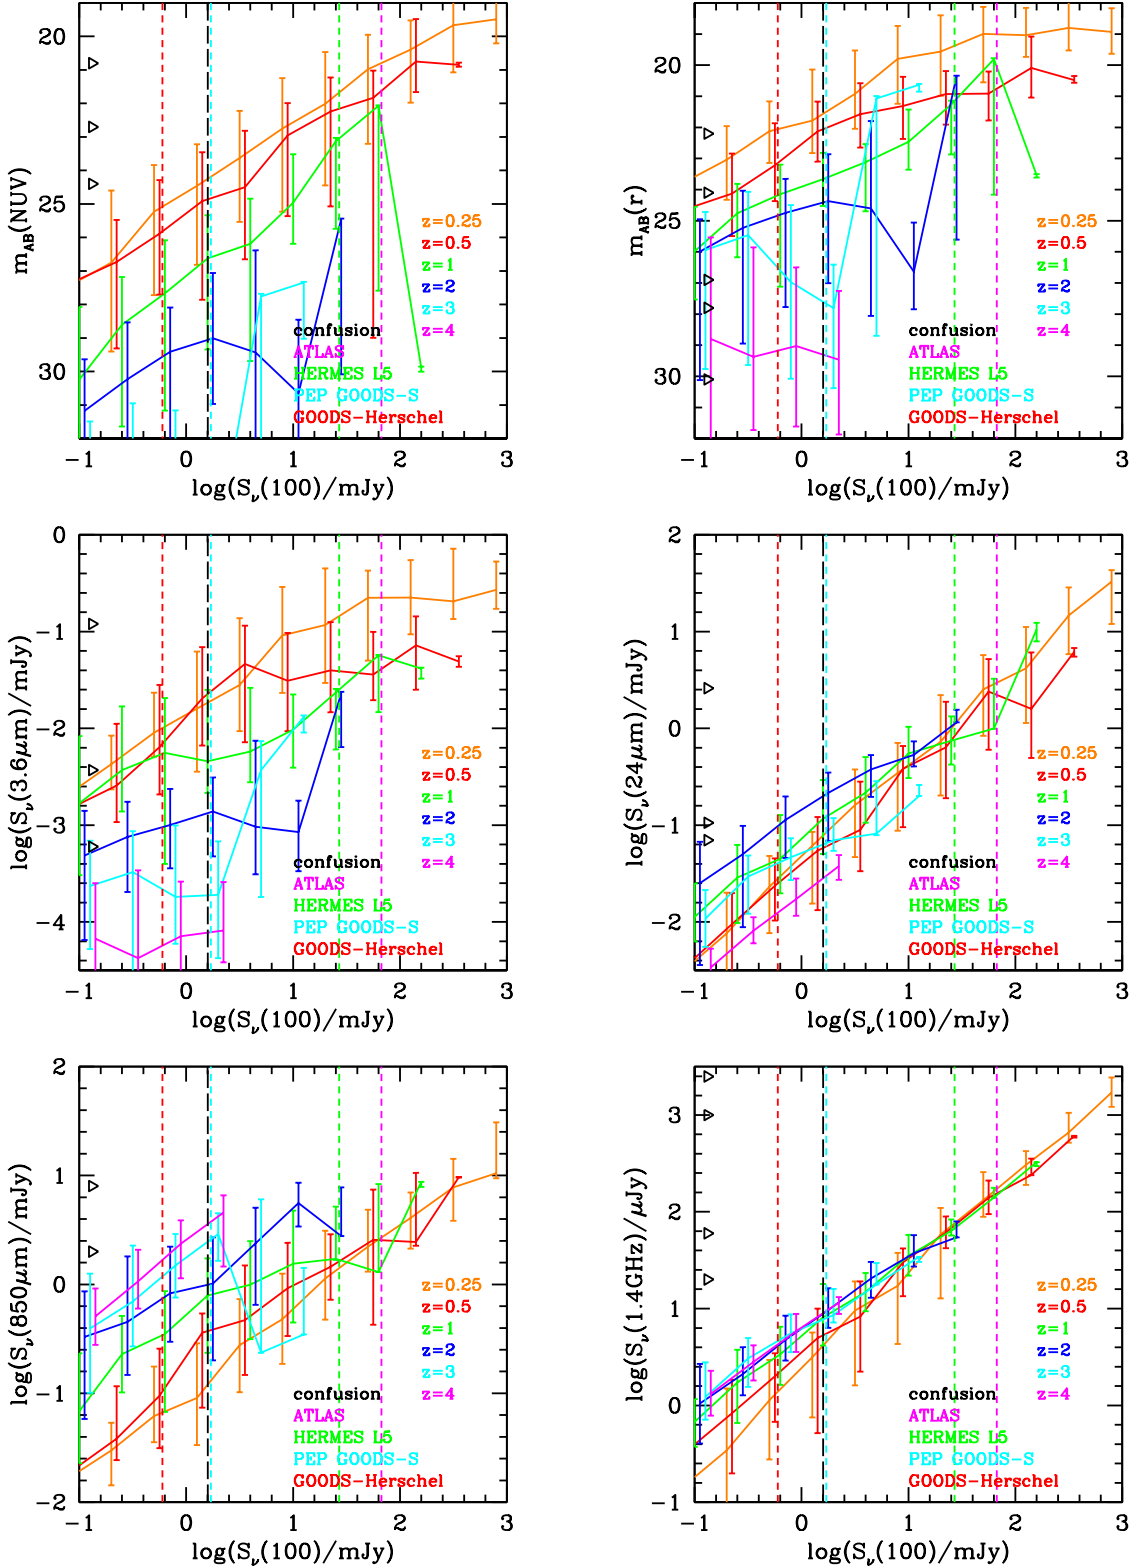 20
25
30
m_AB(NUV)
z=0.25
z=0.5
z=1
z=2
z=3
z=4
confusion
ATLAS
HERMES L5
PEP GOODS-S
GOODS-Herschel
-1 0 1 2 3
log(S_ν(100)/mJy)
20
25
30
m_AB(r)
z=0.25
z=0.5
z=1
z=2
z=3
z=4
confusion
ATLAS
HERMES L5
PEP GOODS-S
GOODS-Herschel
-1 0 1 2 3
log(S_ν(100)/mJy)
0
-1
-2
-3
-4
log(S_ν(3.6μm)/mJy)
z=0.25
z=0.5
z=1
z=2
z=3
z=4
confusion
ATLAS
HERMES L5
PEP GOODS-S
GOODS-Herschel
-1 0 1 2 3
log(S_ν(100)/mJy)
2
1
0
-1
-2
log(S_ν(24μm)/mJy)
z=0.25
z=0.5
z=1
z=2
z=3
z=4
confusion
ATLAS
HERMES L5
PEP GOODS-S
GOODS-Herschel
-1 0 1 2 3
log(S_ν(100)/mJy)
2
1
0
-1
-2
log(S_ν(850μm)/mJy)
z=0.25
z=0.5
z=1
z=2
z=3
z=4
confusion
ATLAS
HERMES L5
PEP GOODS-S
GOODS-Herschel
-1 0 1 2 3
log(S_ν(100)/mJy)
3
2
1
0
-1
log(S_ν(1.4GHz)/μJy)
z=0.25
z=0.5
z=1
z=2
z=3
z=4
confusion
ATLAS
HERMES L5
PEP GOODS-S
GOODS-Herschel
-1 0 1 2 3
log(S_ν(100)/mJy)